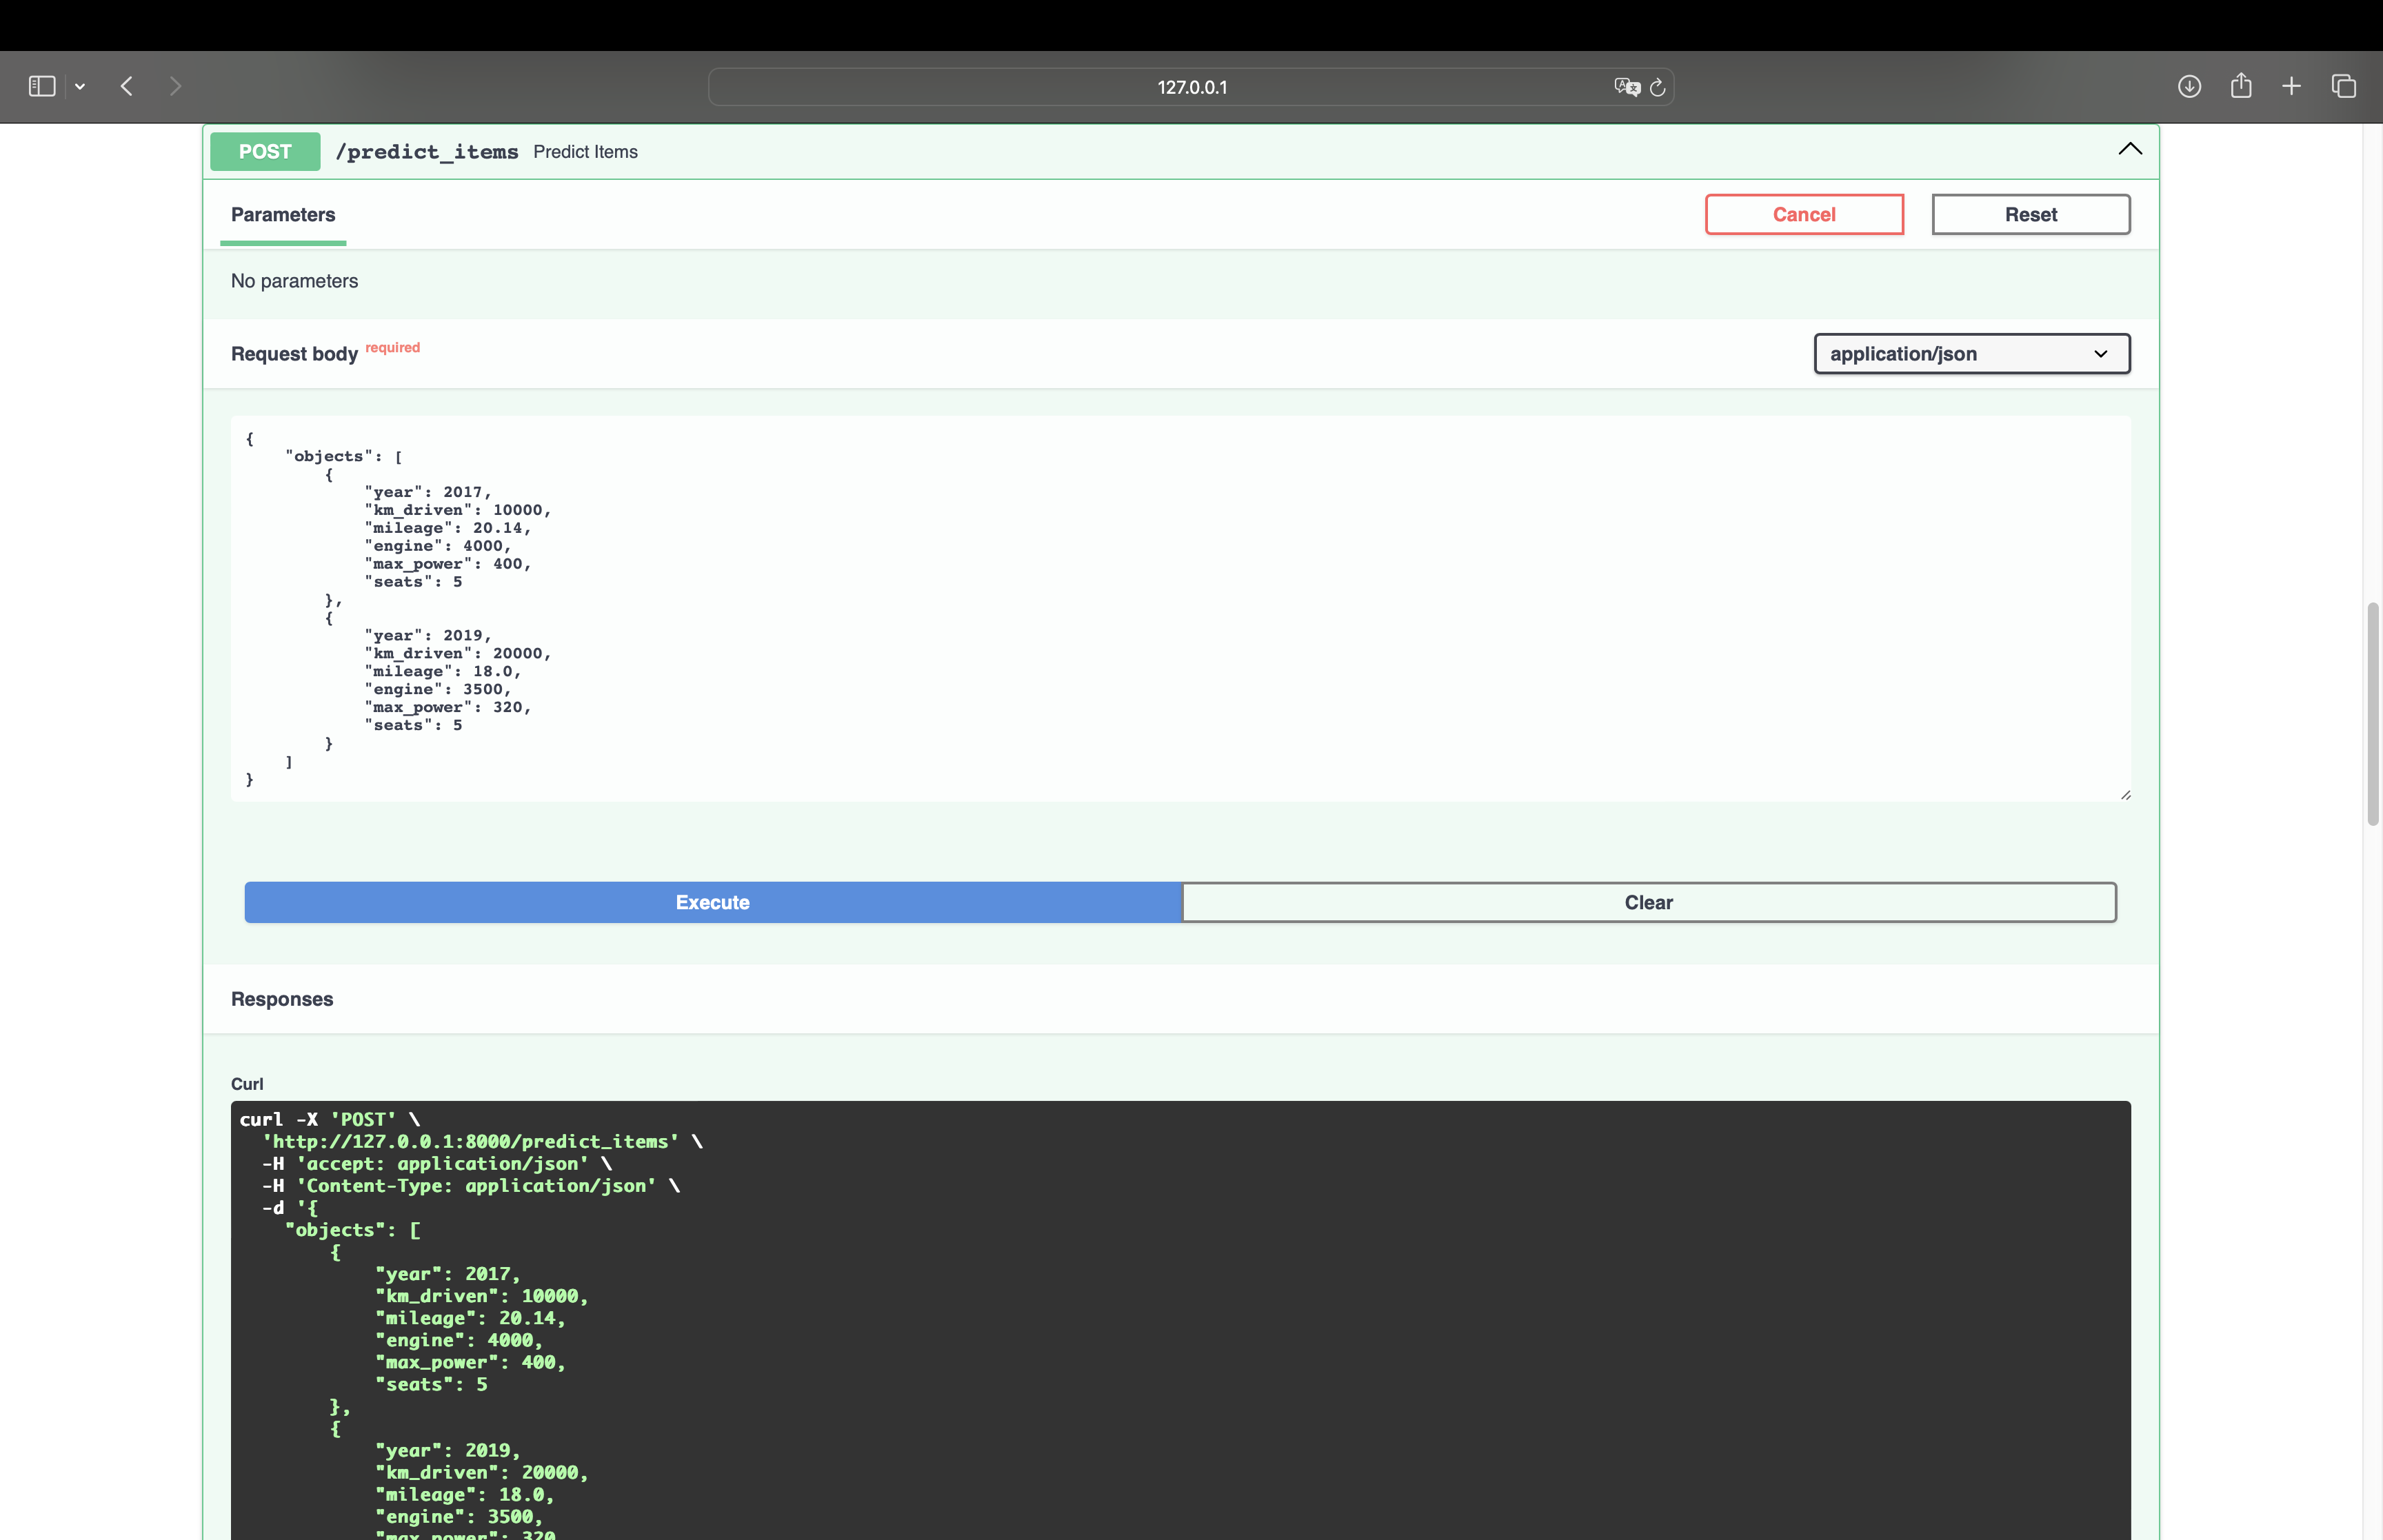 127.0.0.1
POST /predict_items Predict Items
Parameters
Cancel
Reset
No parameters
Request body required
application/json
{
    "objects": [
        {
            "year": 2017,
            "km_driven": 10000,
            "mileage": 20.14,
            "engine": 4000,
            "max_power": 400,
            "seats": 5
        },
        {
            "year": 2019,
            "km_driven": 20000,
            "mileage": 18.0,
            "engine": 3500,
            "max_power": 320,
            "seats": 5
        }
    ]
}
Execute
Clear
Responses
Curl
curl -X 'POST' \
  'http://127.0.0.1:8000/predict_items' \
  -H 'accept: application/json' \
  -H 'Content-Type: application/json' \
  -d '{
    "objects": [
        {
            "year": 2017,
            "km_driven": 10000,
            "mileage": 20.14,
            "engine": 4000,
            "max_power": 400,
            "seats": 5
        },
        {
            "year": 2019,
            "km_driven": 20000,
            "mileage": 18.0,
            "engine": 3500,
            "max_power": 320